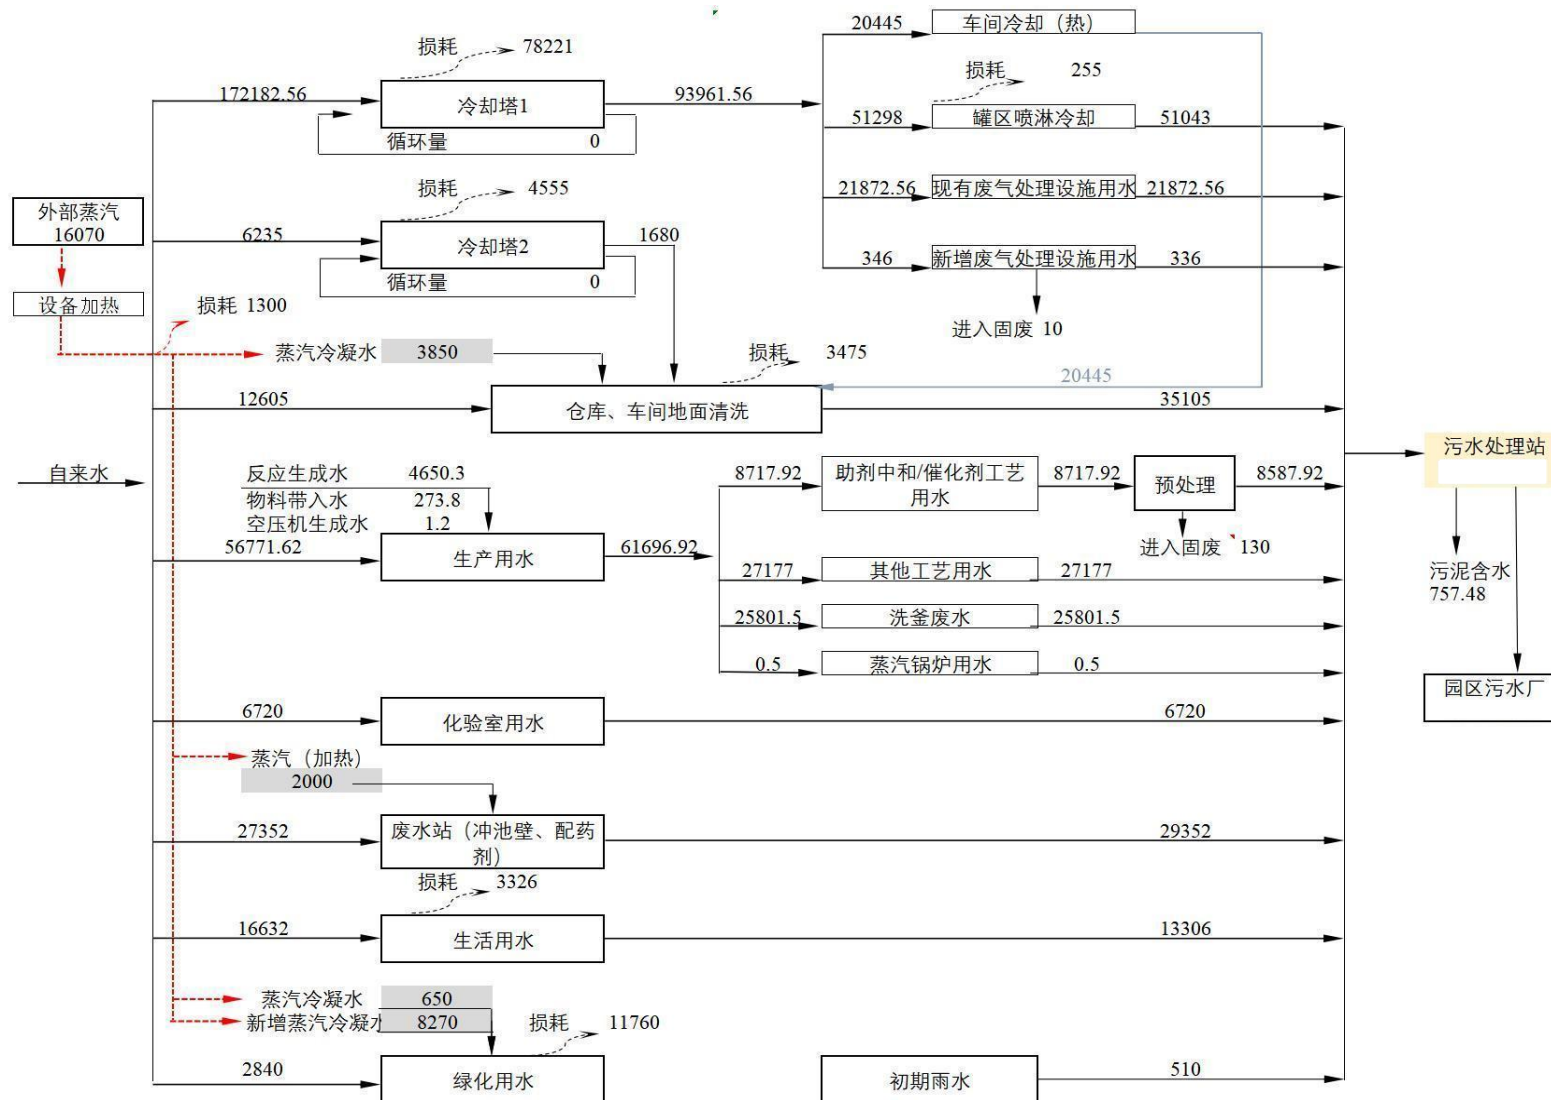 20445
车间冷却（热）
损耗
78221
172182.56
冷却塔1
93961.56
损耗
255
51298
罐区喷淋冷却
51043
循环量
0
损耗
4555
21872.56
现有废气处理设施用水
21872.56
外部蒸汽
16070
6235
冷却塔2
1680
346
新增废气处理设施用水
336
循环量
0
设备加热
损耗 1300
进入固废 10
蒸汽冷凝水
3850
损耗
3475
20445
12605
仓库、车间地面清洗
35105
自来水
反应生成水
4650.3
物料带入水
273.8
空压机生成水
1.2
56771.62
生产用水
61696.92
8717.92
助剂中和/催化剂工艺
用水
8717.92
预处理
8587.92
进入固废
130
污水处理站
27177
其他工艺用水
27177
污泥含水
757.48
25801.5
洗釜废水
25801.5
0.5
蒸汽锅炉用水
0.5
园区污水厂
6720
化验室用水
6720
蒸汽（加热）
2000
27352
废水站（冲池壁、配药
剂）
29352
损耗
3326
16632
生活用水
13306
蒸汽冷凝水
650
新增蒸汽冷凝水
8270
损耗
11760
2840
绿化用水
初期雨水
510